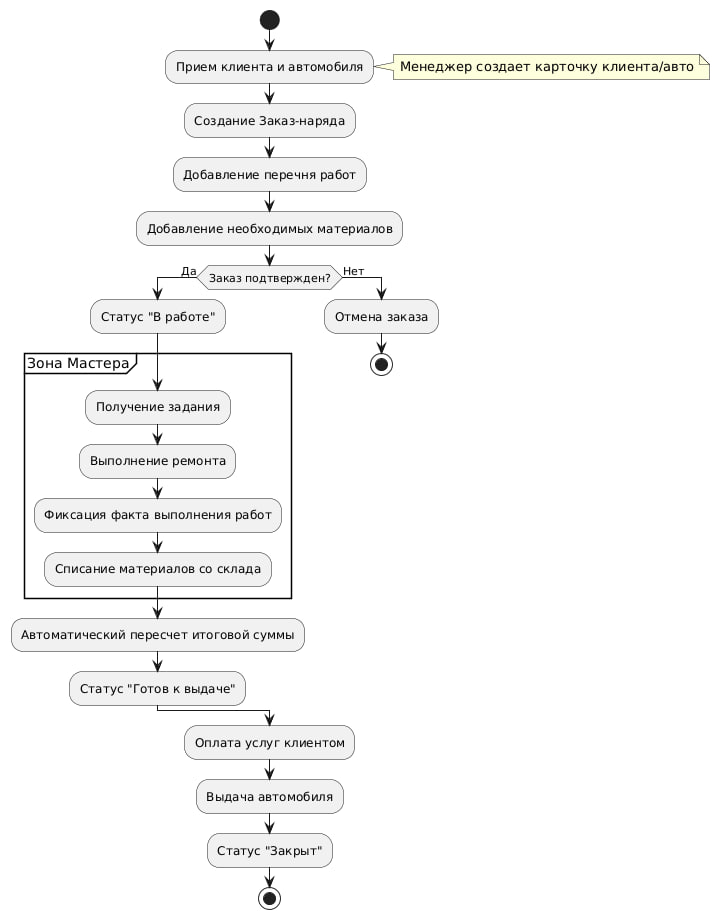 Прием клиента и автомобиля
Менеджер создает карточку клиента/авто
Создание Заказ-наряда
Добавление перечня работ
Добавление необходимых материалов
Да
Заказ подтвержден?
Нет
Статус "В работе"
Отмена заказа
Зона Мастера
Получение задания
Выполнение ремонта
Фиксация факта выполнения работ
Списание материалов со склада
Автоматический пересчет итоговой суммы
Статус "Готов к выдаче"
Оплата услуг клиентом
Выдача автомобиля
Статус "Закрыт"